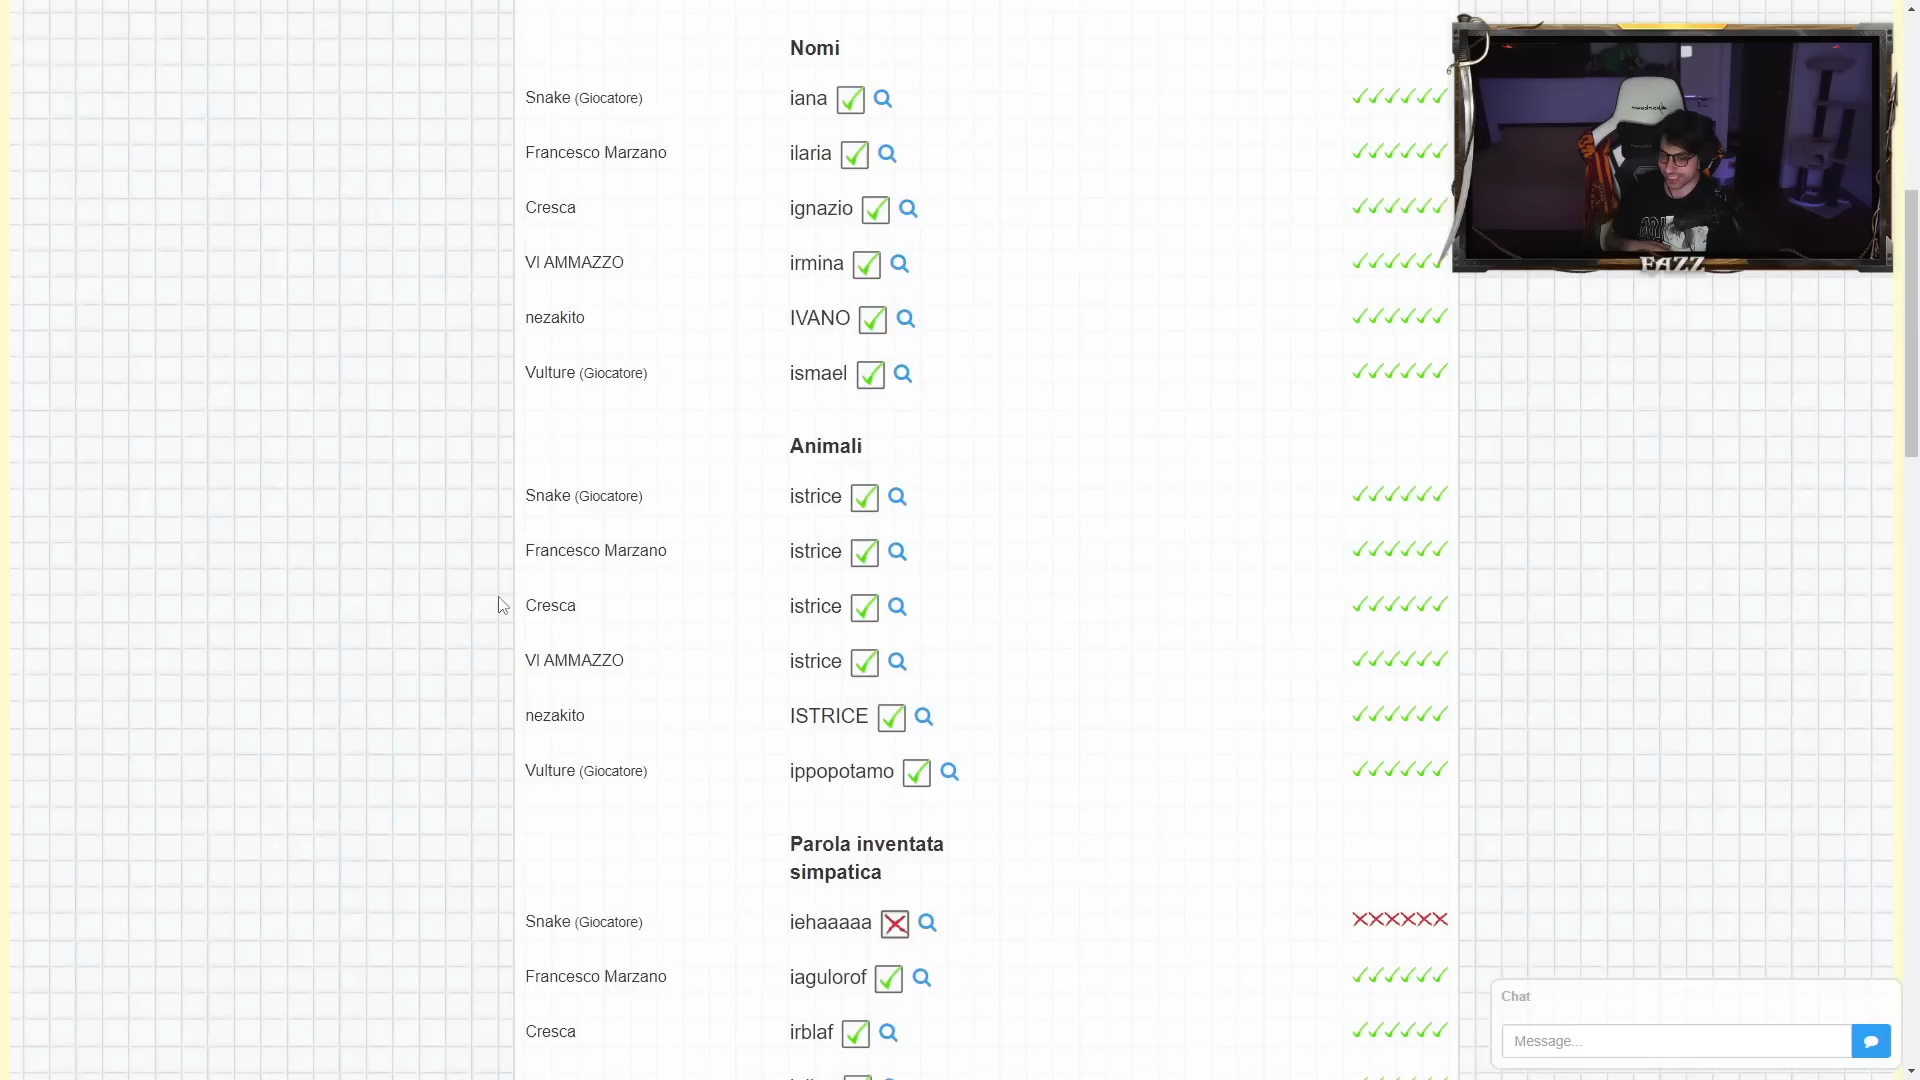 Nomi
Snake (Giocatore) iana
Francesco Marzano ilaria
Cresca ignazio
VI AMMAZZO irmina
nezakito IVANO
Vulture (Giocatore) ismael
Animali
Snake (Giocatore) istrice
Francesco Marzano istrice
Cresca istrice
VI AMMAZZO istrice
nezakito ISTRICE
Vulture (Giocatore) ippopotamo
Parola inventata
simpatica
Snake (Giocatore) iehaaaaa
Francesco Marzano iagulorof
Cresca irblaf
FAZZ
Chat
Message...